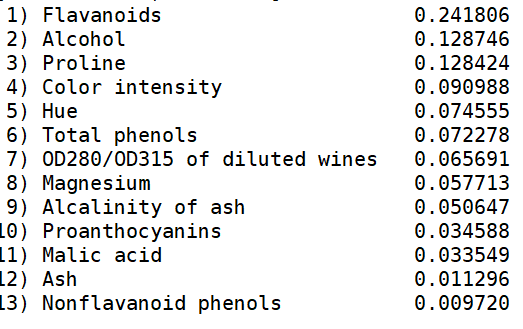 1) Flavanoids 0.241806
2) Alcohol 0.128746
3) Proline 0.128424
4) Color intensity 0.090988
5) Hue 0.074555
6) Total phenols 0.072278
7) OD280/OD315 of diluted wines 0.065691
8) Magnesium 0.057713
9) Alcalinity of ash 0.050647
10) Proanthocyanins 0.034588
11) Malic acid 0.033549
12) Ash 0.011296
13) Nonflavanoid phenols 0.009720